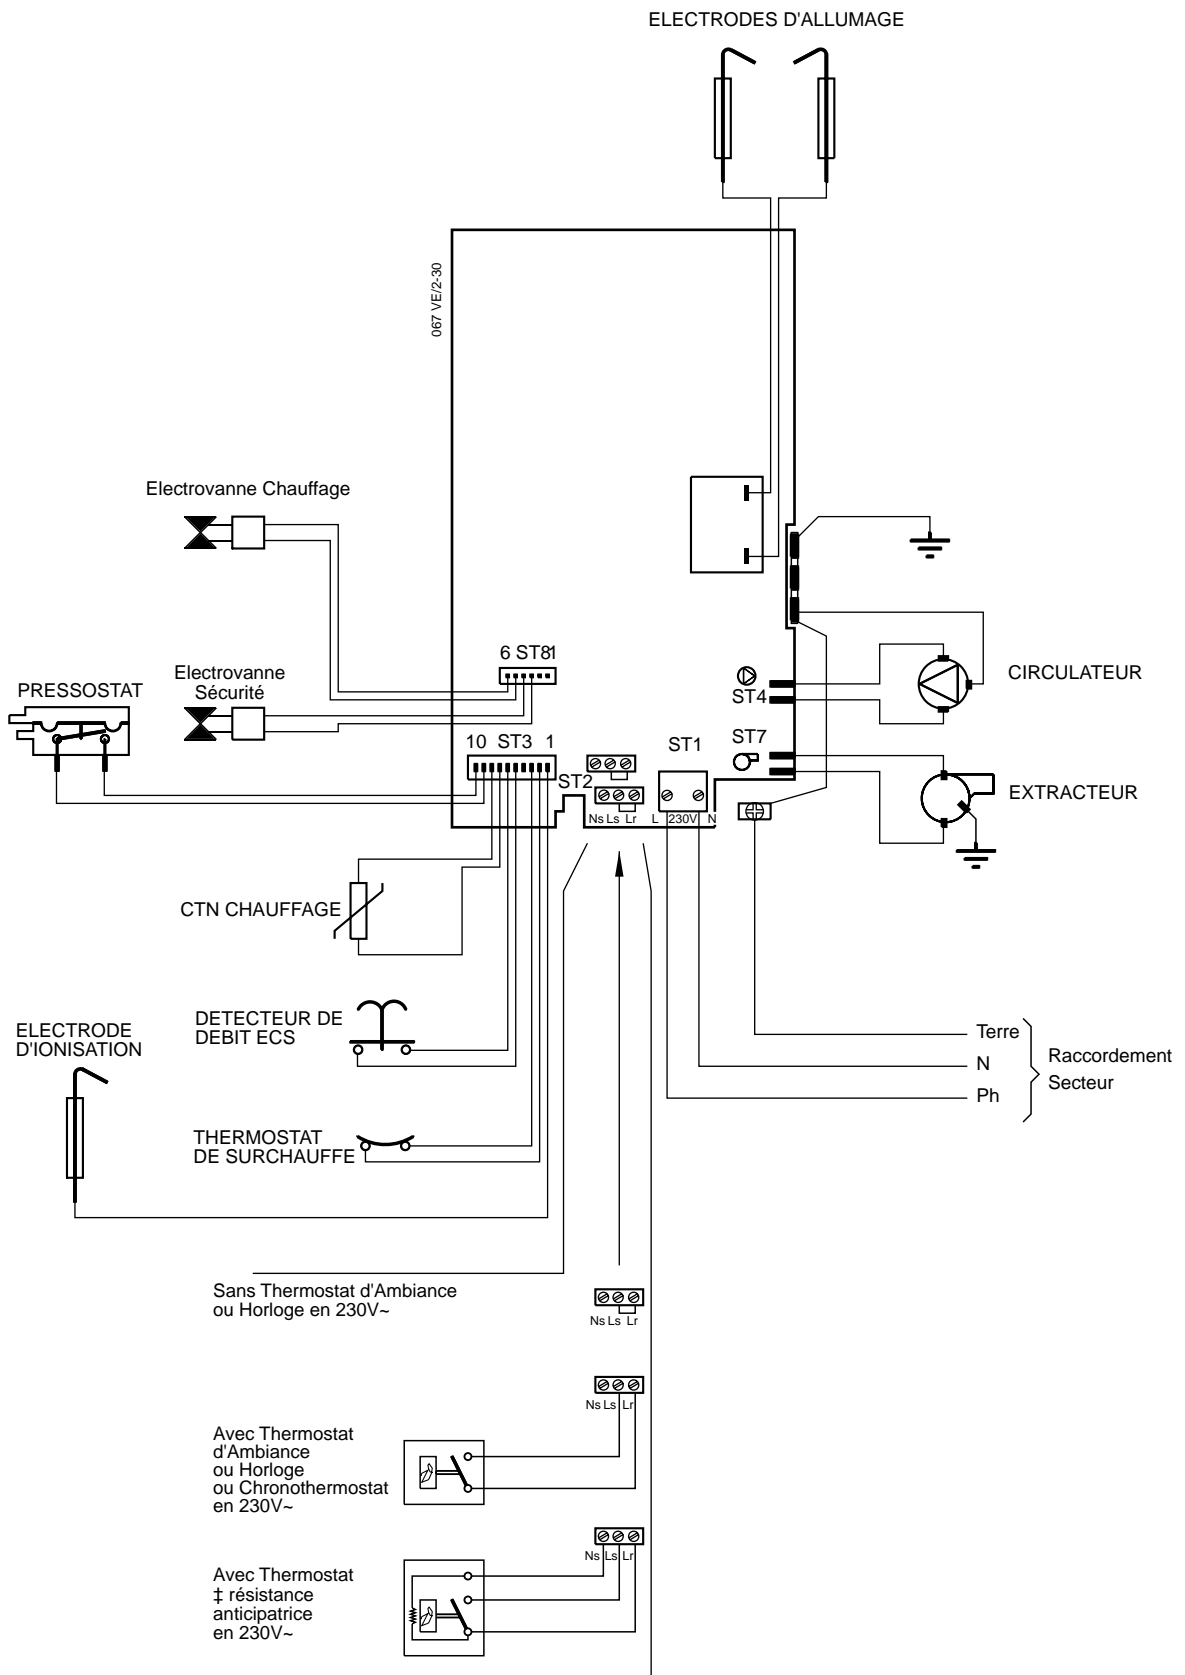 ELECTRODES D'ALLUMAGE
067 VE/2-30
Electrovanne Chauffage
6 ST81
Electrovanne
Sécurité
PRESSOSTAT
ST4
CIRCULATEUR
10 ST3 1
ST2
ST1
ST7
EXTRACTEUR
Ns Ls Lr
L 230V N
CTN CHAUFFAGE
DETECTEUR DE
DEBIT ECS
ELECTRODE
D'IONISATION
Terre
N
Ph
Raccordement
Secteur
THERMOSTAT
DE SURCHAUFFE
Sans Thermostat d'Ambiance
ou Horloge en 230V~
Ns Ls Lr
Ns Ls Lr
Avec Thermostat
d'Ambiance
ou Horloge
ou Chronothermostat
en 230V~
Ns Ls Lr
Avec Thermostat
‡ résistance
anticipatrice
en 230V~